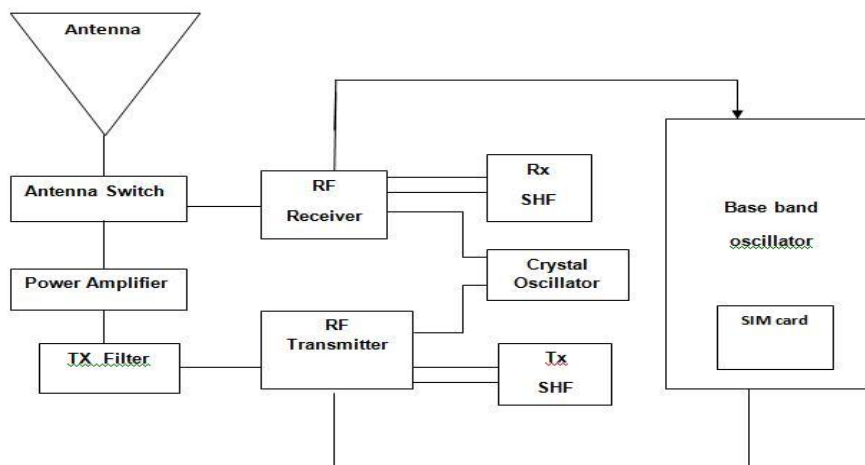 Antenna
Antenna Switch
Power Amplifier
TX Filter
RF
Receiver
RF
Transmitter
Rx
SHF
Crystal
Oscillator
Tx
SHF
Base band
oscillator
SIM card